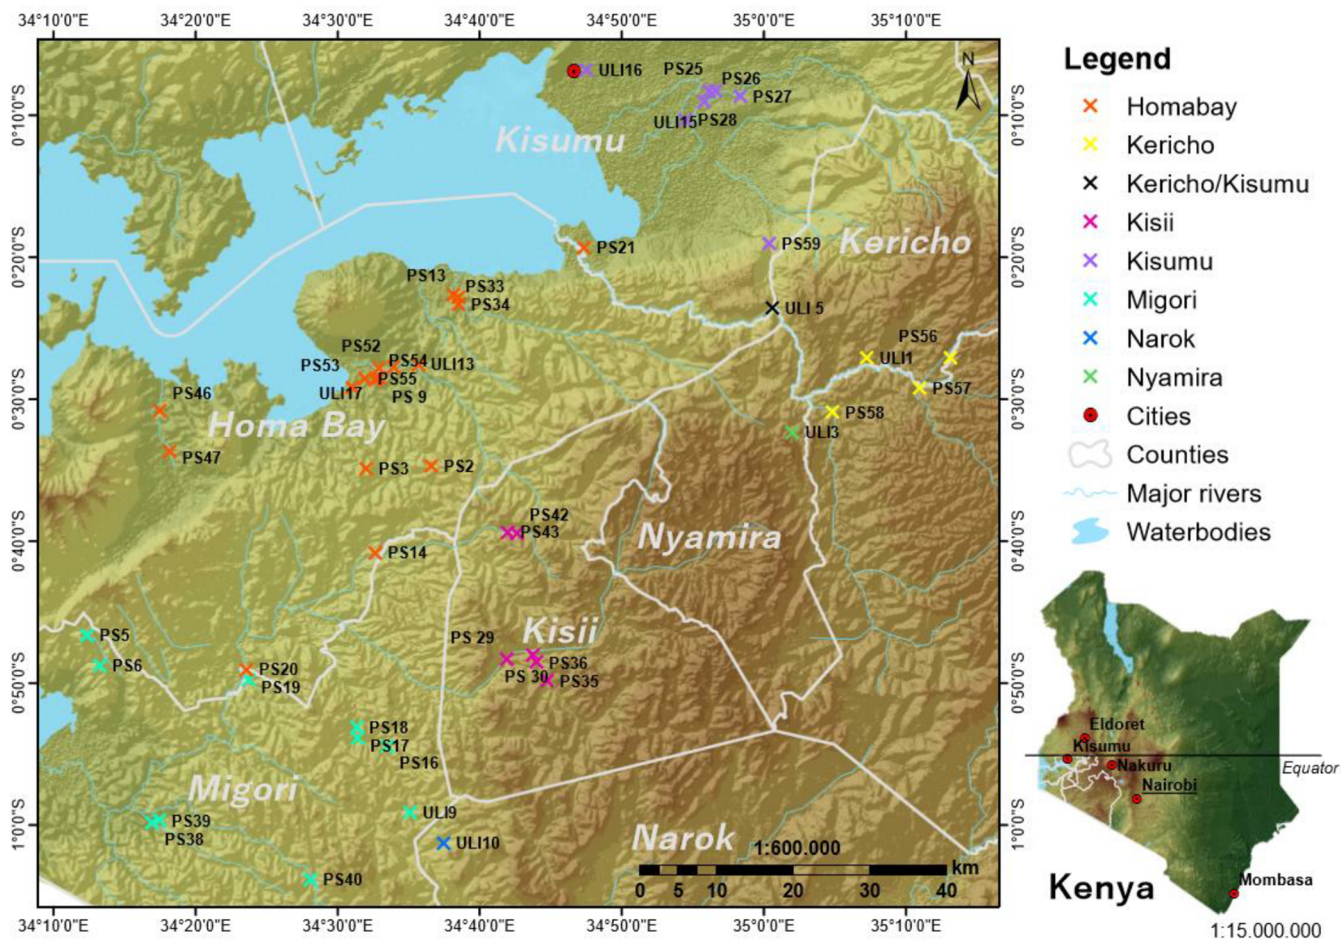 34°10'0"E 34°20'0"E 34°30'0"E 34°40'0"E 34°50'0"E 35°0'0"E 35°10'0"E
N
ULI16
PS25
PS26
PS27
ULI15
PS28
0°10'0"S
0°10'0"S
Kisumu
PS21
PS59
Kericho
0°20'0"S
0°20'0"S
PS13
PS33
PS34
ULI 5
PS56
PS52
PS53
PS54
ULI13
ULI1
PS55
ULI17
PS 9
PS57
PS46
0°30'0"S
0°30'0"S
Homa Bay
PS58
ULI3
PS47
PS3
PS2
PS42
PS43
Nyamira
0°40'0"S
0°40'0"S
PS14
PS5
PS 29
Kisii
PS6
PS20
PS36
PS 30
PS35
PS19
0°50'0"S
0°50'0"S
PS18
PS17
PS16
Migori
ULI9
PS39
PS38
1°0'0"S
1°0'0"S
ULI10
Narok
1:600.000
km
0 5 10 20 30 40
PS40
34°10'0"E 34°20'0"E 34°30'0"E 34°40'0"E 34°50'0"E 35°0'0"E 35°10'0"E
Legend
Homabay
Kericho
Kericho/Kisumu
Kisii
Kisumu
Migori
Narok
Nyamira
Cities
Counties
Major rivers
Waterbodies
Eldoret
Kisumu
Nakuru
Equator
Nairobi
Mombasa
Kenya
1:15.000.000